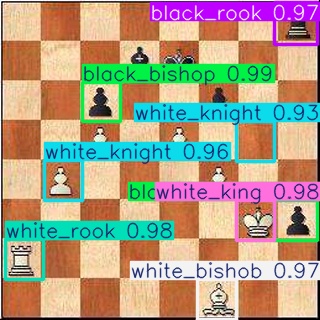 black_rook 0.97
black_bishop 0.99
white_knight 0.93
white_knight 0.96
blc
white_king 0.98
white_rook 0.98
white_bishob 0.97